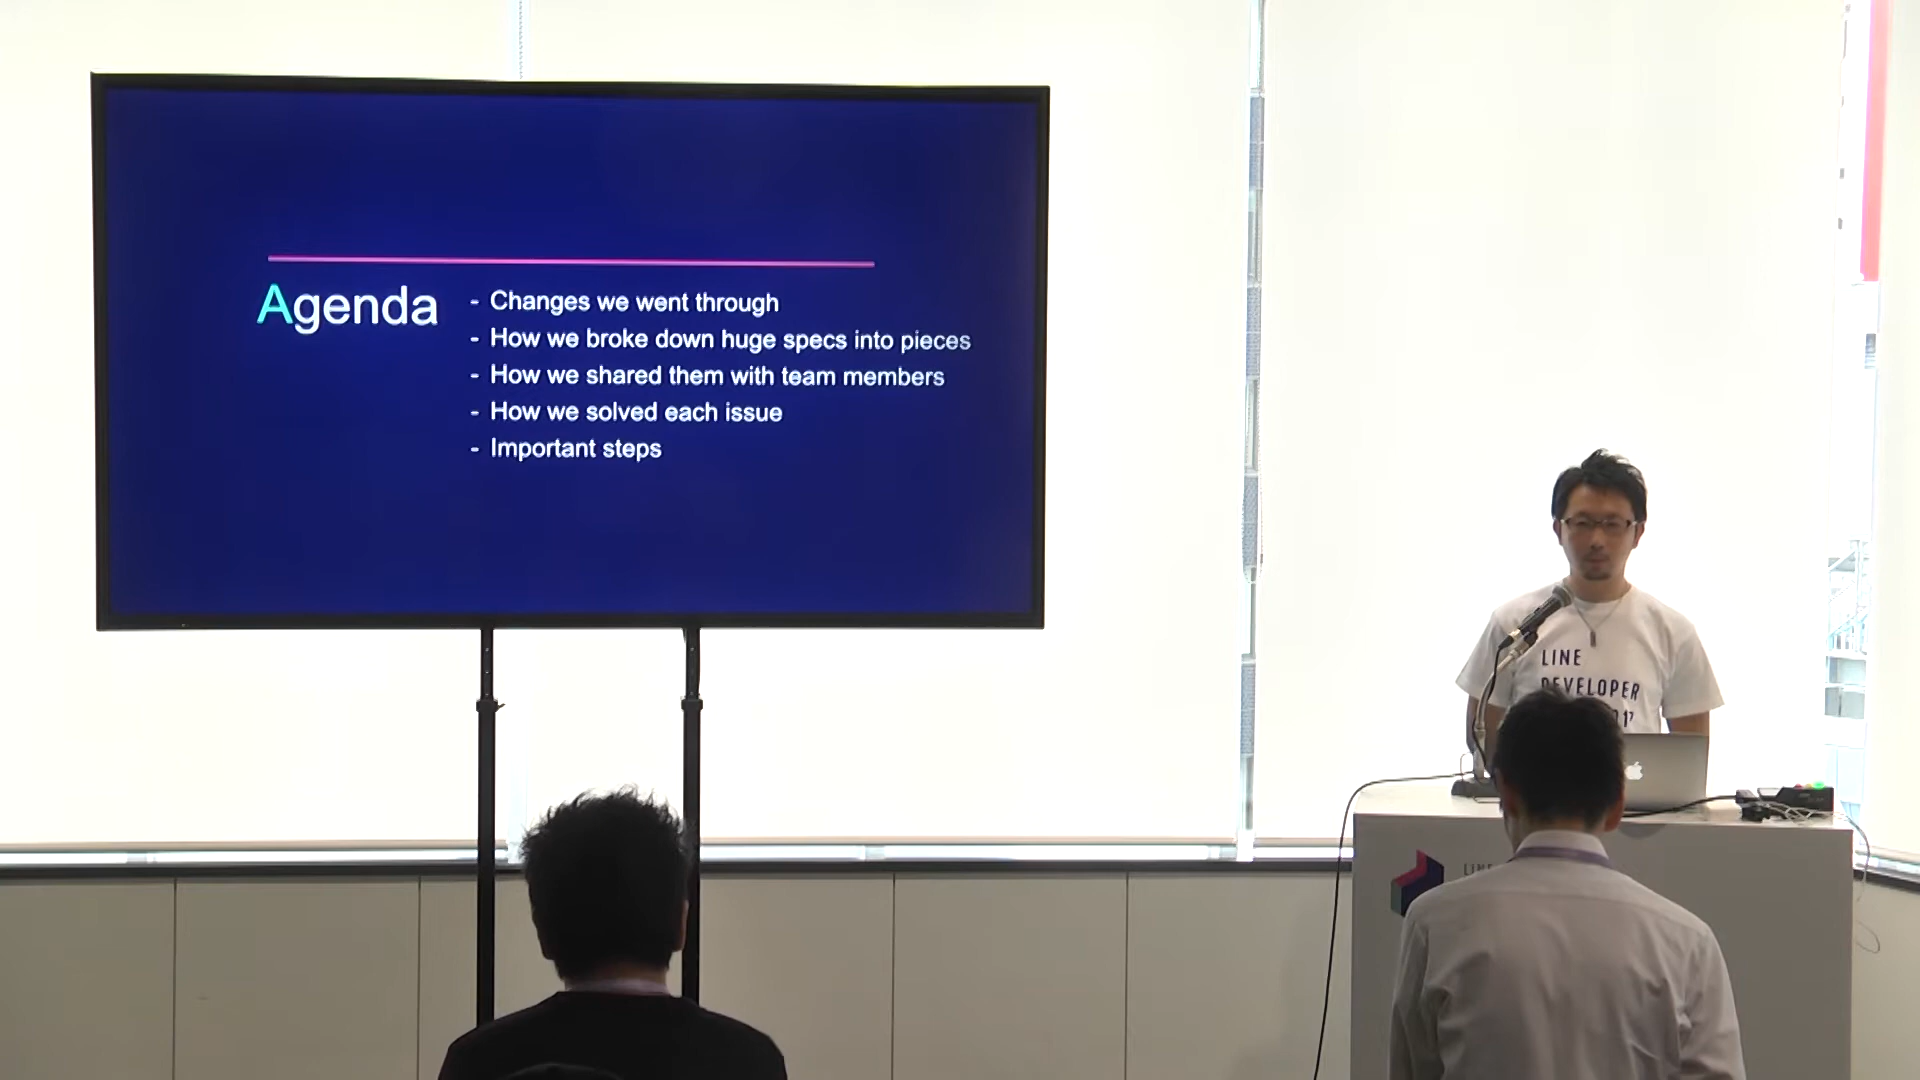 Agenda
- Changes we went through
- How we broke down huge specs into pieces
- How we shared them with team members
- How we solved each issue
- Important steps
LINE
DEVELOPER
LINE